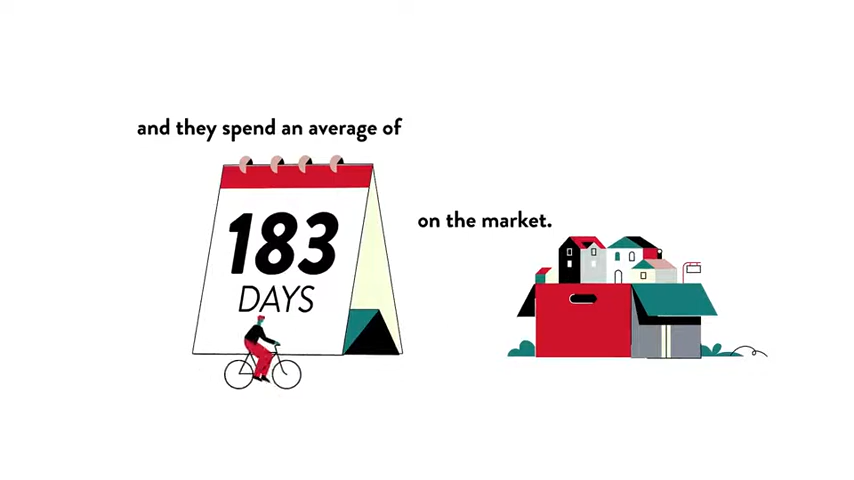 and they spend an average of
183
DAYS
on the market.